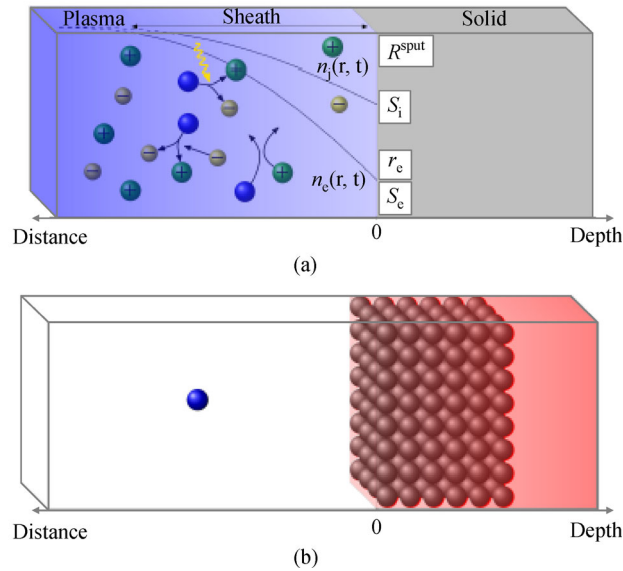 Plasma Sheath Solid
n_j(r, t)
R^sput
S_i
r_e
n_e(r, t)
S_e
Distance 0 Depth
(a)
Distance 0 Depth
(b)